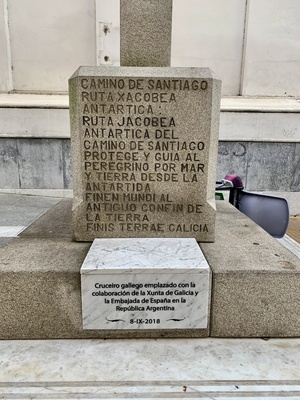 CAMINO DE SANTIAGO
RUTA XACOBEA
ANTARTICA:
RUTA JACOBEA
ANTARTICA DEL
CAMINO DE SANTIAGO
PROTEGE Y GUIA AL
PEREGRINO POR MAR
Y TIERRA DESDE LA
ANTARTIDA
FINEN MUNDI AL
ANTIGUO CONFIN DE
LA TIERRA
FINIS TERRAE GALICIA
Cruceiro gallego emplazado con la
colaboración de la Xunta de Galicia y
la Embajada de España en la
República Argentina
8-IX-2018